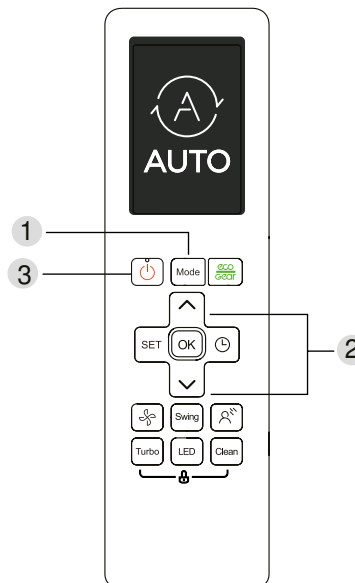 A
AUTO
1
3
Mode
eco
Gear
SET
OK
2
Swing
Turbo
LED
Clean